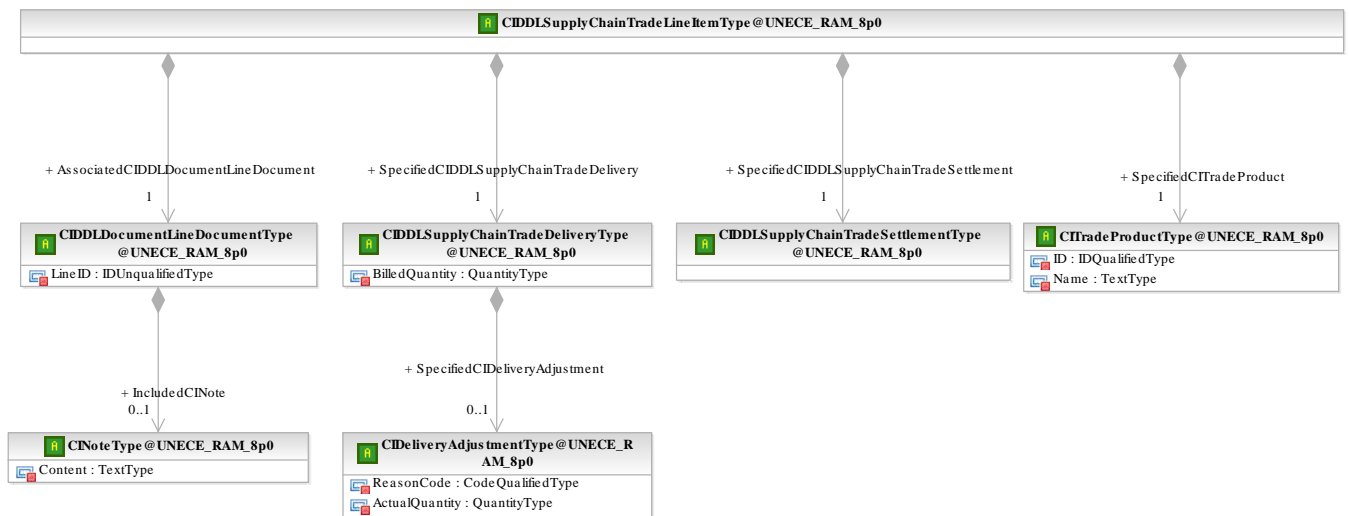 A CIDDLSupplyChainTradeLineItemType@UNECE_RAM_8p0
+ AssociatedCIDDLDocumentLineDocument
1
+ SpecifiedCIDDLSupplyChainTradeDelivery
1
+ SpecifiedCIDDLSupplyChainTradeSettlement
1
+ SpecifiedCITradeProduct
1
A CIDDLDocumentLineDocumentType
@UNECE_RAM_8p0
LineID : IDUnqualifiedType
A CIDDLSupplyChainTradeDeliveryType
@UNECE_RAM_8p0
BilledQuantity : QuantityType
A CIDDLSupplyChainTradeSettlementType
@UNECE_RAM_8p0
A CITradeProductType@UNECE_RAM_8p0
ID : IDQualifiedType
Name : TextType
+ IncludedCINote
0..1
+ SpecifiedCIDeliveryAdjustment
0..1
A CINoteType@UNECE_RAM_8p0
Content : TextType
A CIDeliveryAdjustmentType@UNECE_R
AM_8p0
ReasonCode : CodeQualifiedType
ActualQuantity : QuantityType